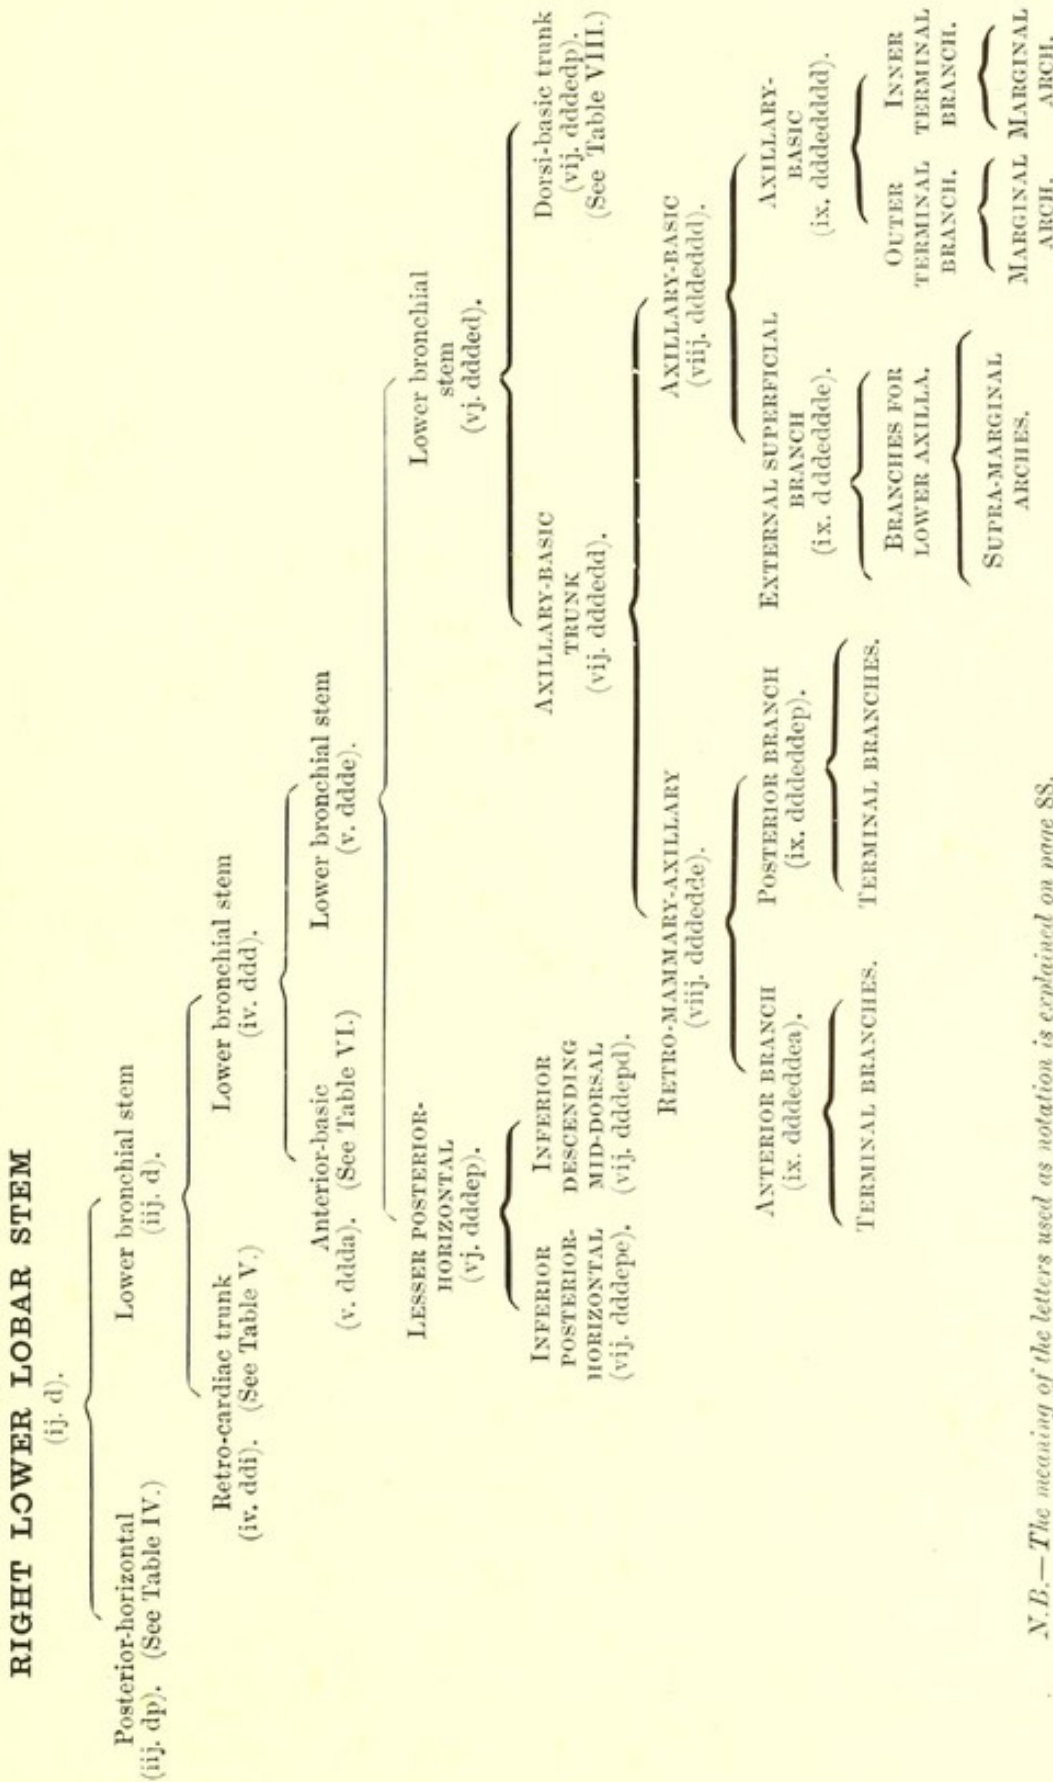 RIGHT LOWER LOBAR STEM
(ij. d).
Posterior-horizontal
(iij. dp). (See Table IV.)
Lower bronchial stem
(iij. d).
Retro-cardiac trunk
(iv. ddi). (See Table V.)
Lower bronchial stem
(iv. ddd).
Anterior-basic
(v. ddda). (See Table VI.)
Lower bronchial stem
(v. ddde).
LESSER POSTERIOR-
HORIZONTAL
(vj. dddep).
Lower bronchial
stem
(vj. ddded).
INFERIOR
POSTERIOR-
HORIZONTAL
(vij. dddepe).
INFERIOR
DESCENDING
MID-DORSAL
(vij. dddepd).
AXILLARY-BASIC
TRUNK
(vij. dddedd).
Dorsi-basic trunk
(vij. dddedp).
(See Table VIII.)
RETRO-MAMMARY-AXILLARY
(viij. dddedde).
AXILLARY-BASIC
(viij. dddeddd).
ANTERIOR BRANCH
(ix. dddeddea).
POSTERIOR BRANCH
(ix. dddeddep).
EXTERNAL SUPERFICIAL
BRANCH
(ix. dddeddde).
AXILLARY-
BASIC
(ix. dddedddd).
TERMINAL BRANCHES.
TERMINAL BRANCHES.
BRANCHES FOR
LOWER AXILLA.
OUTER
TERMINAL
BRANCH.
INNER
TERMINAL
BRANCH.
SUPRA-MARGINAL
ARCHES.
MARGINAL
ARCH.
MARGINAL
ARCH.
N.B.—The meaning of the letters used as notation is explained on page 88.